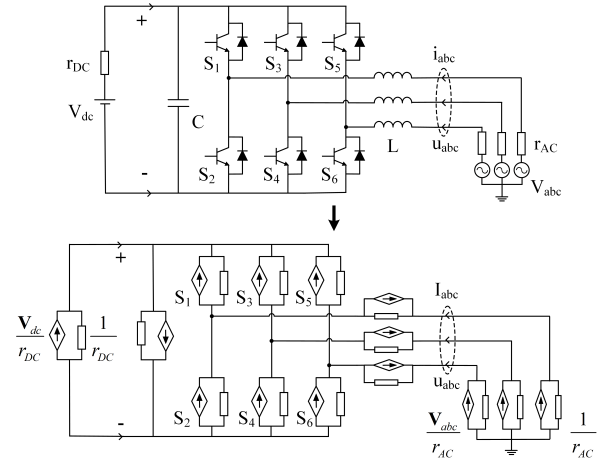 +
r_DC
S_1 S_3 S_5
i_abc
V_dc
C
L
u_abc
r_AC
S_2 S_4 S_6
-
V_abc
+
S_1 S_3 S_5
I_abc
V_dc/r_DC 1/r_DC
u_abc
S_2 S_4 S_6
-
V_abc/r_AC 1/r_AC